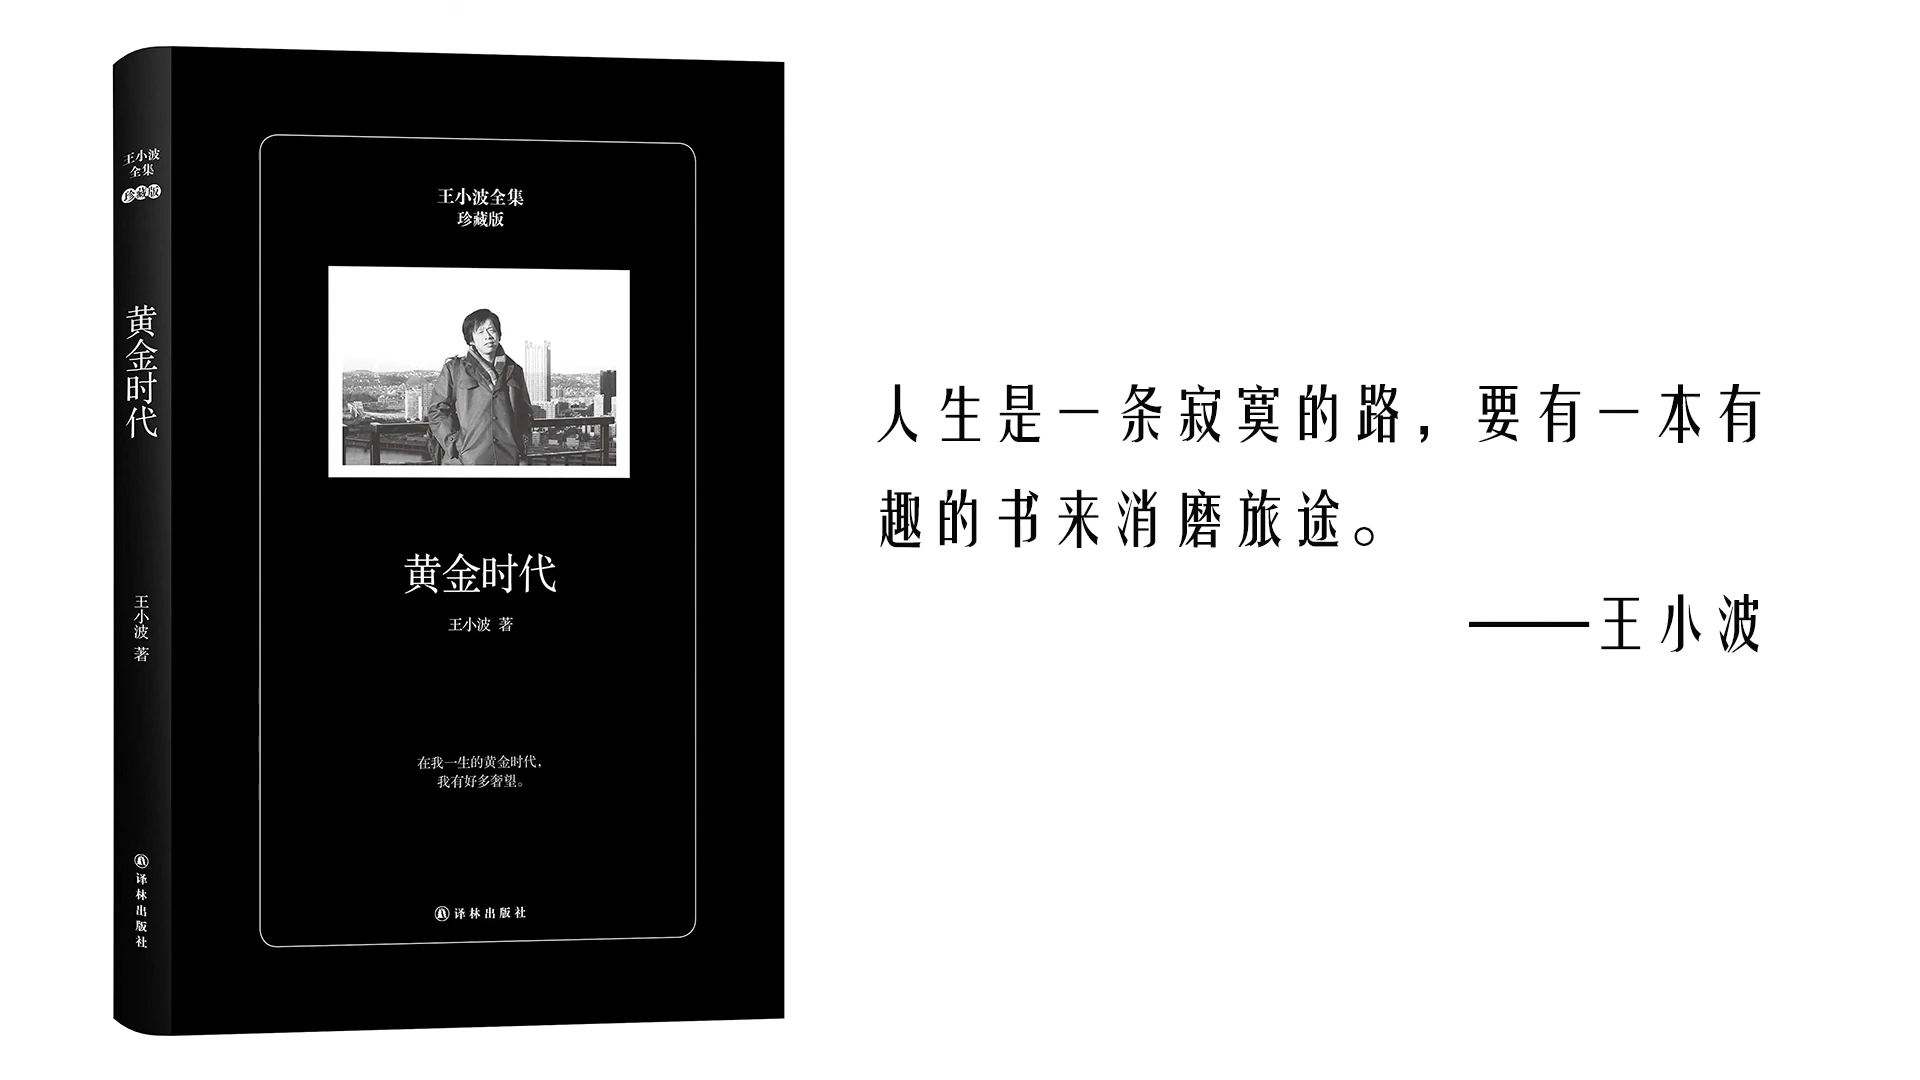 王小波
全集
珍藏版
黄金时代
王小波 著
译林出版社
王小波全集
珍藏版
黄金时代
王小波 著
在我一生的黄金时代，
我有好多奢望。
译林出版社
人生是一条寂寞的路，要有一本有
趣的书来消磨旅途。
——王小波